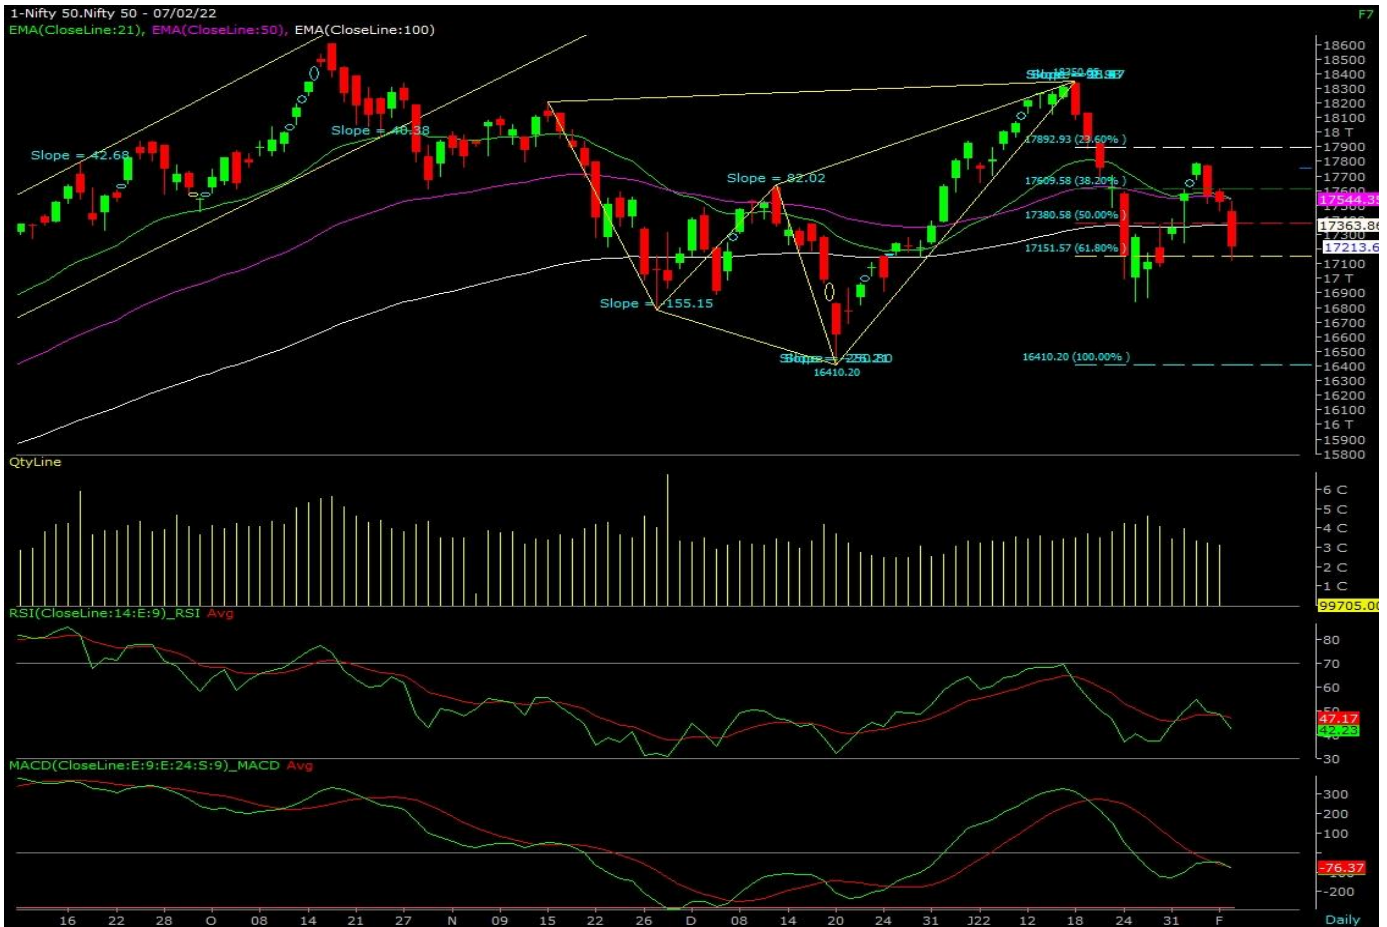 1-Nifty 50.Nifty 50 - 07/02/22
F7
EMA(CloseLine:21), EMA(CloseLine:50), EMA(CloseLine:100)
18600
18500
18400
18300
18200
18 T
17900
17800
17700
17600
17544.35
17363.86
17300
17213.6
17100
17 T
16900
16800
16700
16600
16500
16400
16300
16200
16100
16 T
15900
15800
Slope = 42.68
Slope = 40.38
Slope = -155.15
Slope = 82.02
16410.20
17892.93 (23.60% )
17609.58 (38.20% )
17380.58 (50.00% )
17151.57 (61.80% )
16410.20 (100.00% )
QtyLine
6 C
5 C
4 C
3 C
2 C
1 C
99705.00
RSI(CloseLine:14:E:9)_RSI Avg
80
70
60
47.17
42.23
30
MACD(CloseLine:E:9:E:24:S:9)_MACD Avg
300
200
100
-76.37
-200
16 22 28 O 08 14 21 27 N 09 15 22 26 D 08 14 20 24 31 J22 12 18 24 31 F
Daily